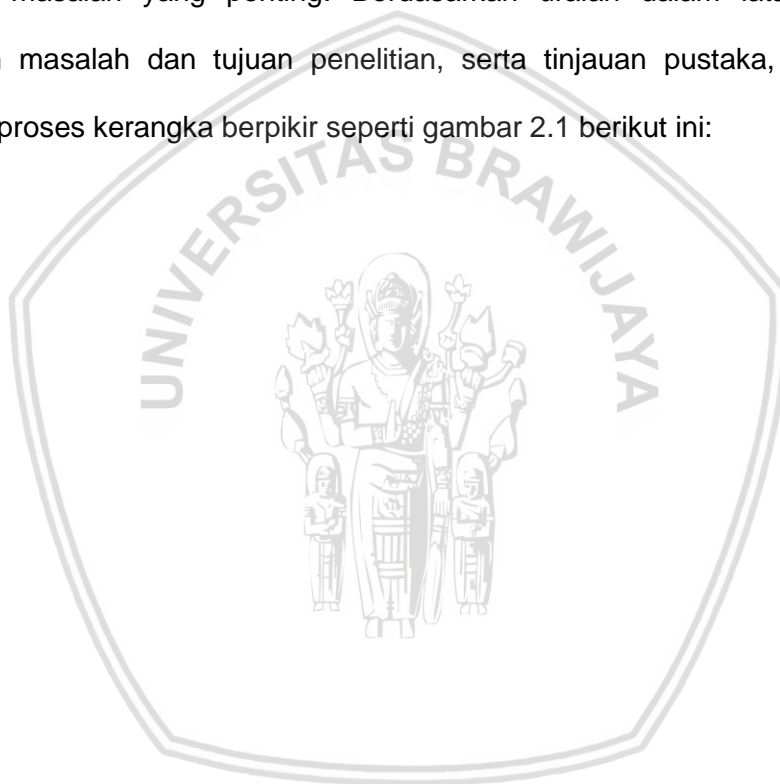 masalah yang penting. Berdasarkan uraian dalam
masalah dan tujuan penelitian, serta tinjauan pustaka,
proses kerangka berpikir seperti gambar 2.1 berikut ini:
UNIVERSITAS BRAWIJAYA